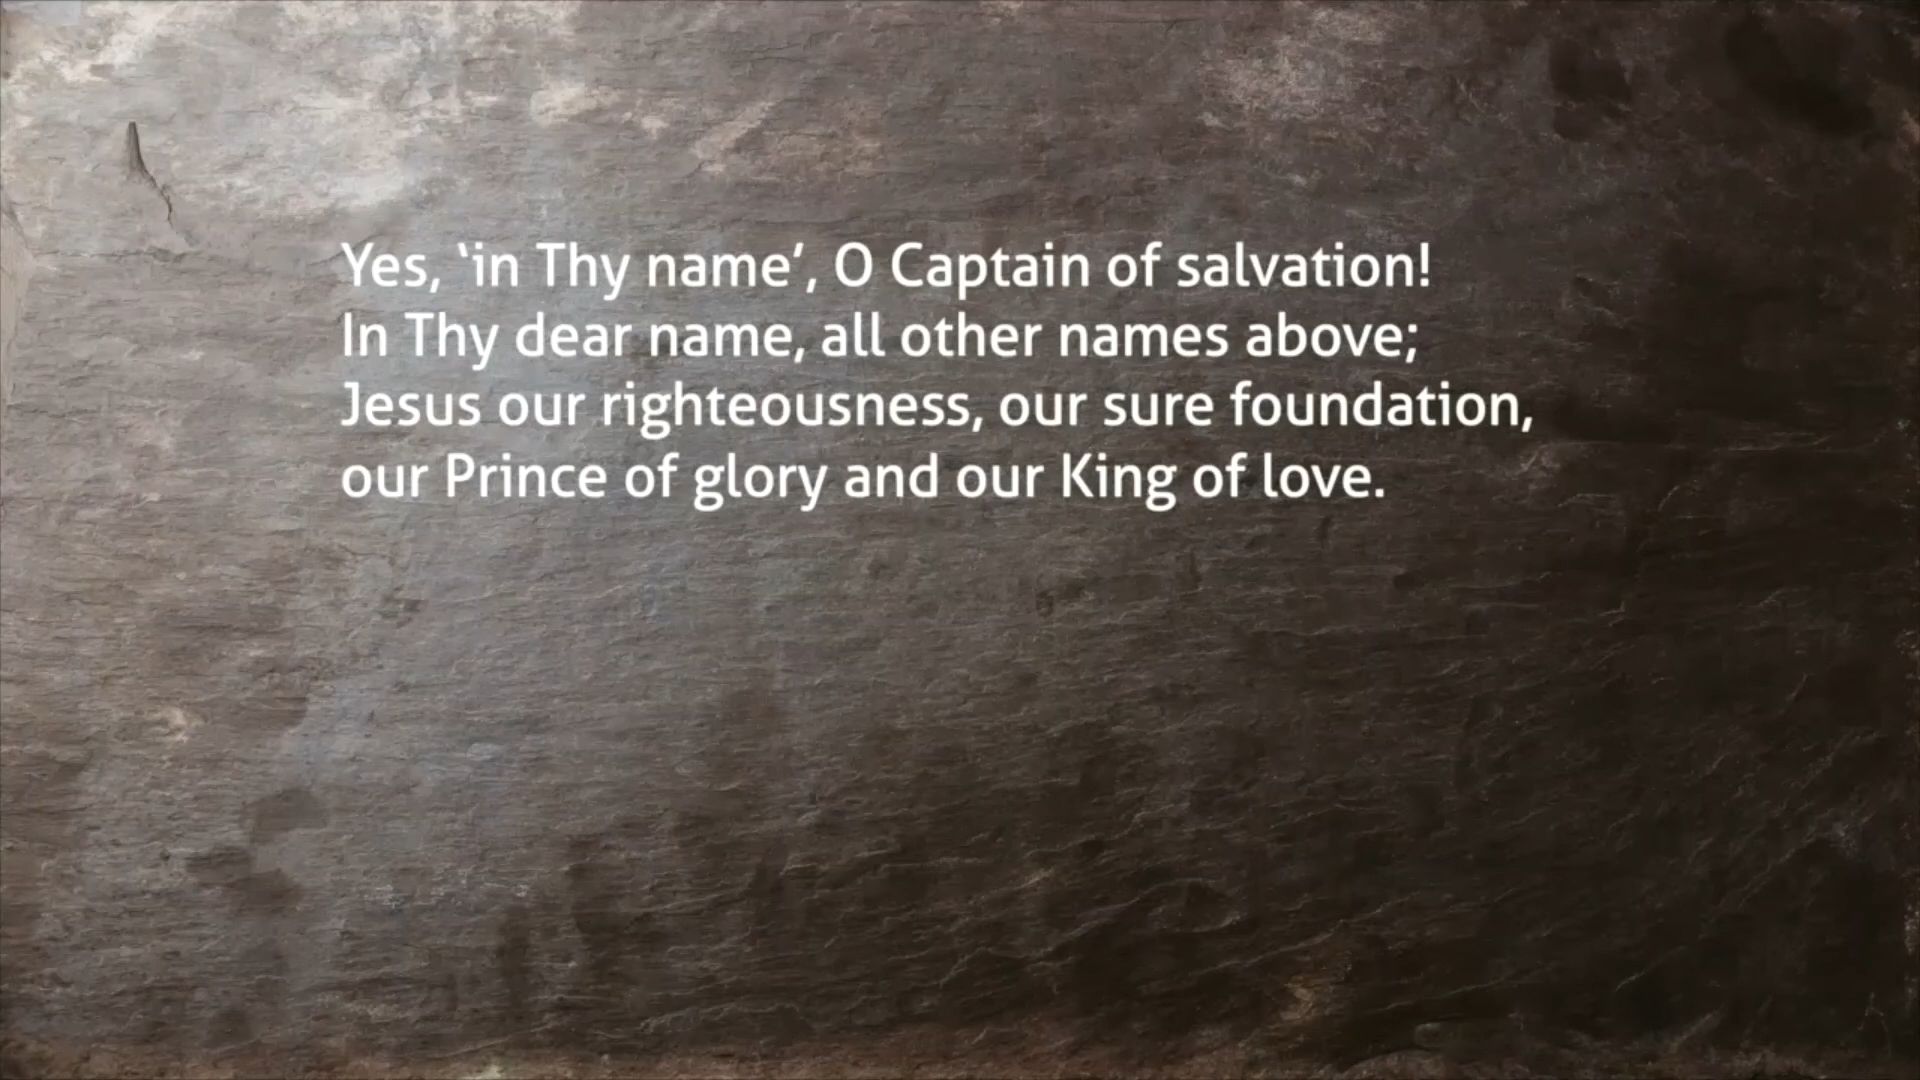 Yes, ‘in Thy name’, O Captain of salvation!
In Thy dear name, all other names above;
Jesus our righteousness, our sure foundation,
our Prince of glory and our King of love.